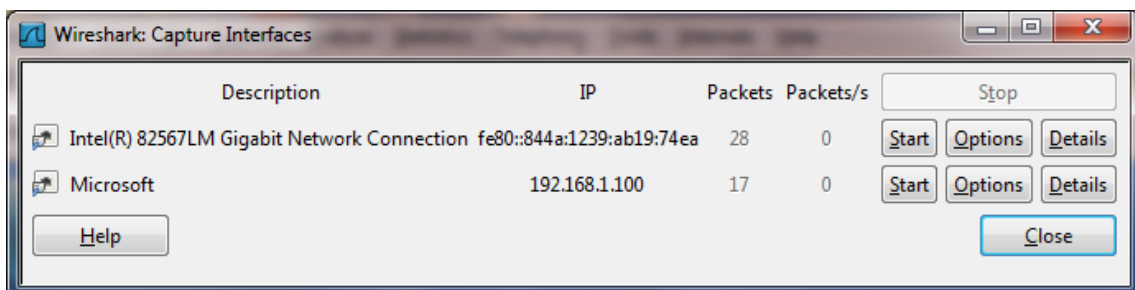 Wireshark: Capture Interfaces
Description IP Packets Packets/s Stop
Intel(R) 82567LM Gigabit Network Connection fe80::844a:1239:ab19:74ea 28 0 Start Options Details
Microsoft 192.168.1.100 17 0 Start Options Details
Help Close